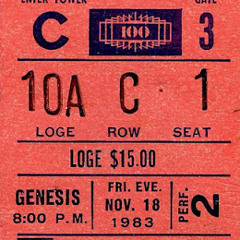 ENTER TOWER GATE
C 100 3
10A C 1
LOGE ROW SEAT
LOGE $15.00
GENESIS FRI. EVE.
8:00 P.M. NOV. 18
1983
PERF. 2